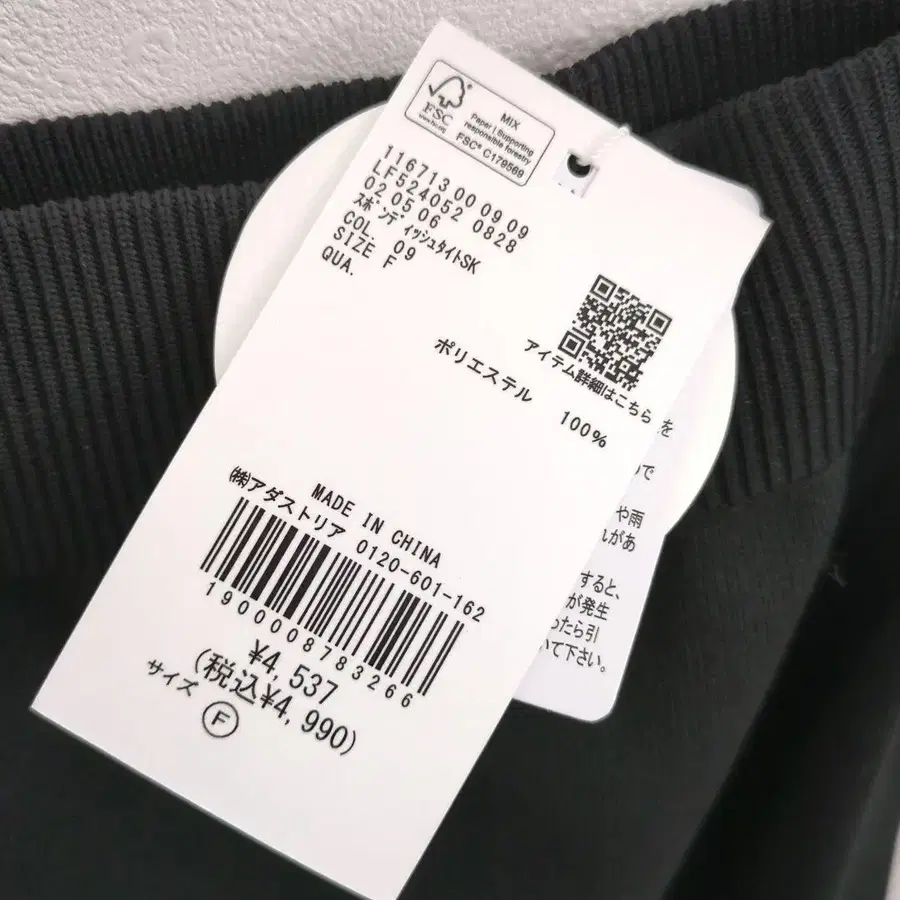 FSC
www.fsc.org
MIX
Paper | Supporting
responsible forestry
FSC® C179569
116713 00 09 09
LF524052 0828
02 05 06
スポンディッシュタイトSK
COL. 09
SIZE F
QUA.
アイテム詳細はこちら
ポリエステル 100%
MADE IN CHINA
㈱アダストリア 0120-601-162
1900008783266
¥4,537
(税込¥4,990)
サイズ
F
を
で
や雨
があ
すると、
が発生
ったら引
いて下さい。